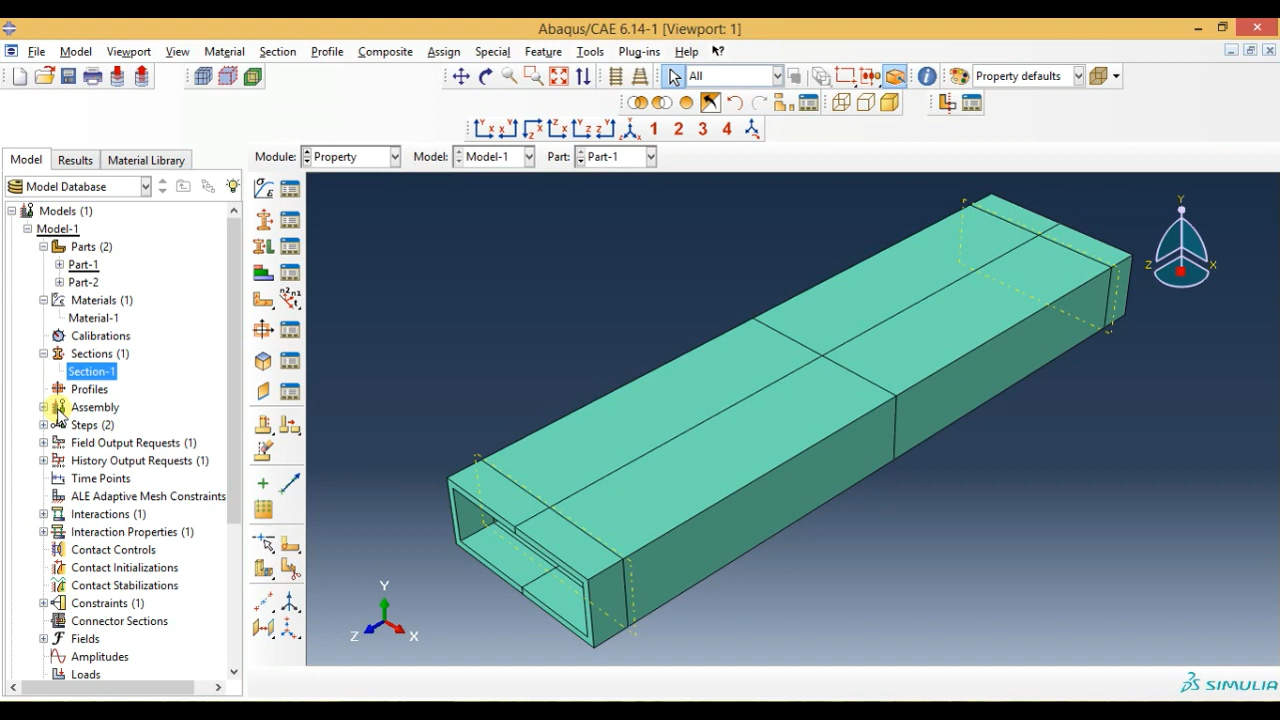 Abaqus/CAE 6.14-1 [Viewport: 1]
File Model Viewport View Material Section Profile Composite Assign Special Feature Tools Plug-ins Help
All
Property defaults
1 2 3 4
Model Results Material Library
Module: Property Model: Model-1 Part: Part-1
Model Database
Models (1)
Model-1
Parts (2)
Part-1
Part-2
Materials (1)
Material-1
Calibrations
Sections (1)
Section-1
Profiles
Assembly
Steps (2)
Field Output Requests (1)
History Output Requests (1)
Time Points
ALE Adaptive Mesh Constraints
Interactions (1)
Interaction Properties (1)
Contact Controls
Contact Initializations
Contact Stabilizations
Constraints (1)
Connector Sections
Fields
Amplitudes
Loads
Y
Z X
Y
Z X
SIMULIA